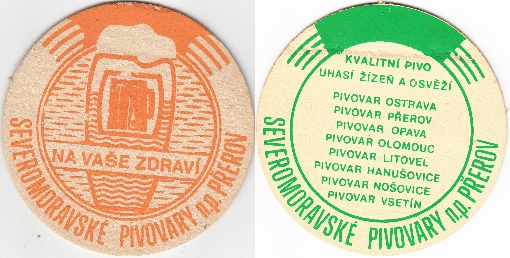 NA VAŠE ZDRAVÍ
SEVEROMORAVSKÉ PIVOVARY n.p. PŘEROV
KVALITNÍ PIVO
UHASÍ ŽÍZEŇ A OSVĚŽÍ
PIVOVAR OSTRAVA
PIVOVAR PŘEROV
PIVOVAR OPAVA
PIVOVAR OLOMOUC
PIVOVAR LITOVEL
PIVOVAR HANUŠOVICE
PIVOVAR NOŠOVICE
PIVOVAR VSETÍN
SEVEROMORAVSKÉ PIVOVARY n.p. PŘEROV